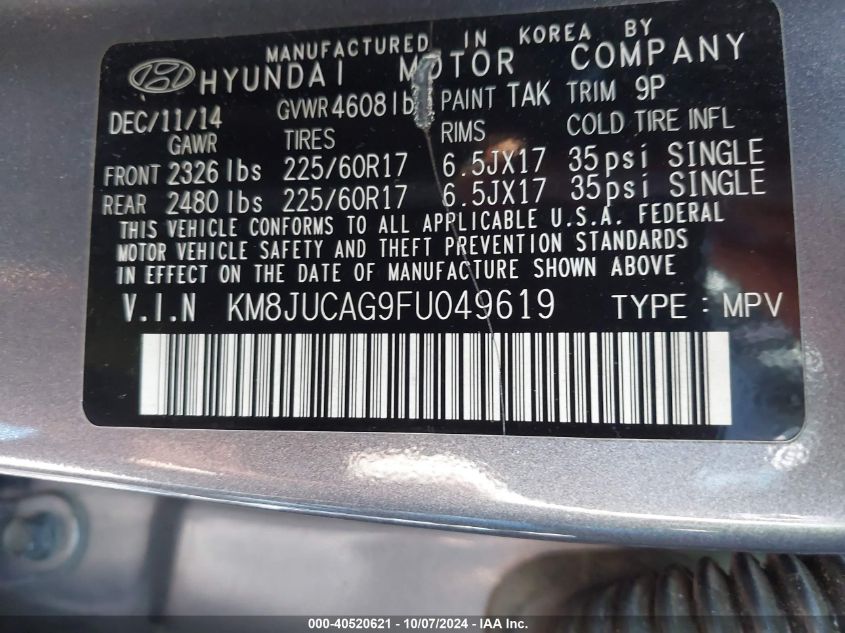 MANUFACTURED IN KOREA BY
HYUNDAI MOTOR COMPANY
DEC/11/14 GVWR 4608lb PAINT TAK TRIM 9P
GAWR TIRES RIMS COLD TIRE INFL
FRONT 2326 lbs 225/60R17 6.5JX17 35psi SINGLE
REAR 2480 lbs 225/60R17 6.5JX17 35psi SINGLE
THIS VEHICLE CONFORMS TO ALL APPLICABLE U.S.A. FEDERAL
MOTOR VEHICLE SAFETY AND THEFT PREVENTION STANDARDS
IN EFFECT ON THE DATE OF MANUFACTURE SHOWN ABOVE.
V.I.N KM8JUCAG9FU049619 TYPE : MPV
000-40520621 - 10/07/2024 - IAA Inc.